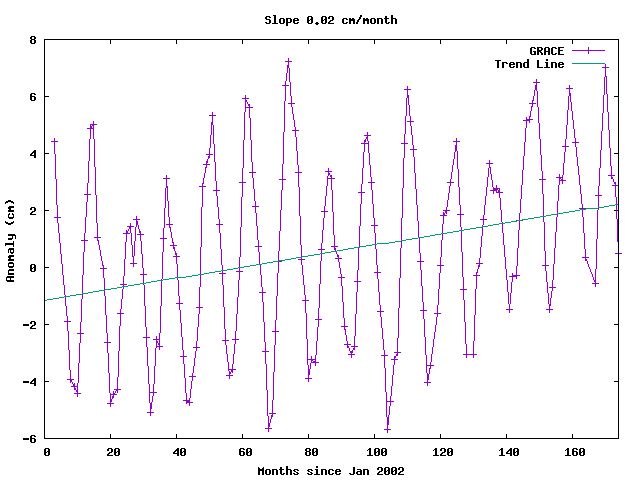 Slope 0.02 cm/month
8
GRACE
Trend Line
6
4
2
0
-2
-4
-6
Anomaly (cm)
0 20 40 60 80 100 120 140 160
Months since Jan 2002